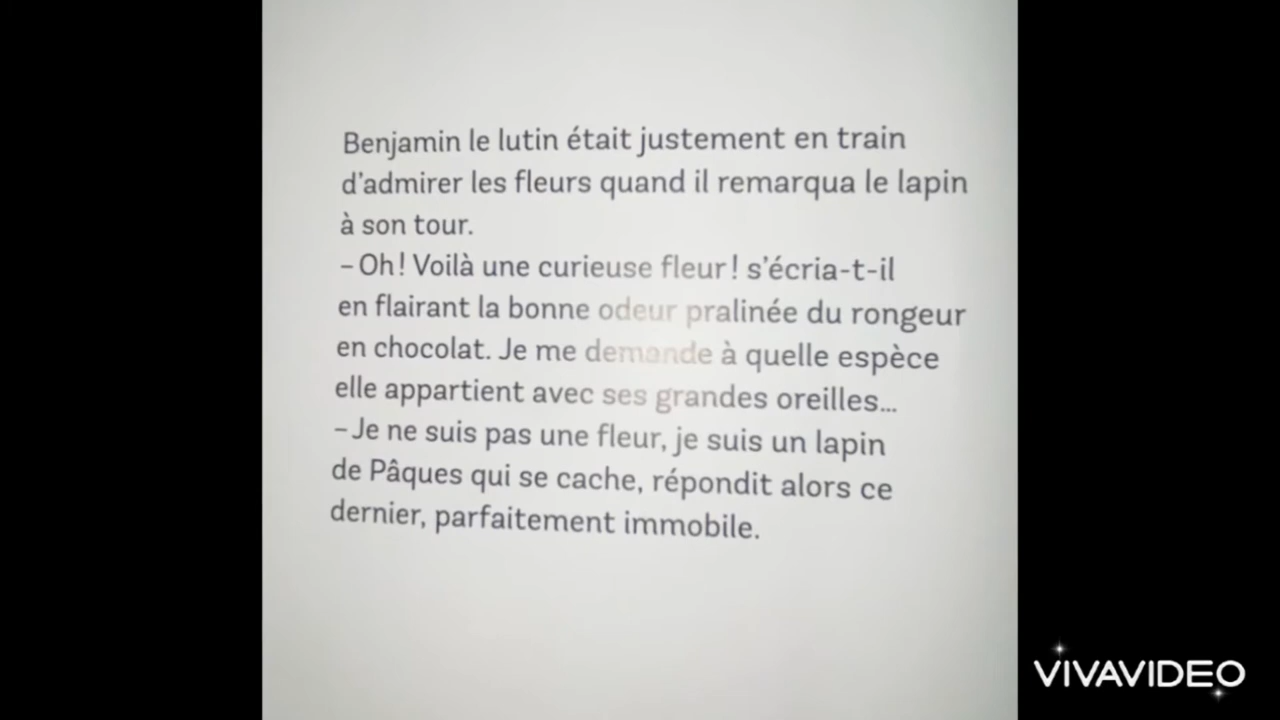 Benjamin le lutin était justement en train
d'admirer les fleurs quand il remarqua le lapin
à son tour.
– Oh ! Voilà une curieuse fleur ! s'écria-t-il
en flairant la bonne odeur pralinée du rongeur
en chocolat. Je me demande à quelle espèce
elle appartient avec ses grandes oreilles...
– Je ne suis pas une fleur, je suis un lapin
de Pâques qui se cache, répondit alors ce
dernier, parfaitement immobile.
VIVAVIDEO